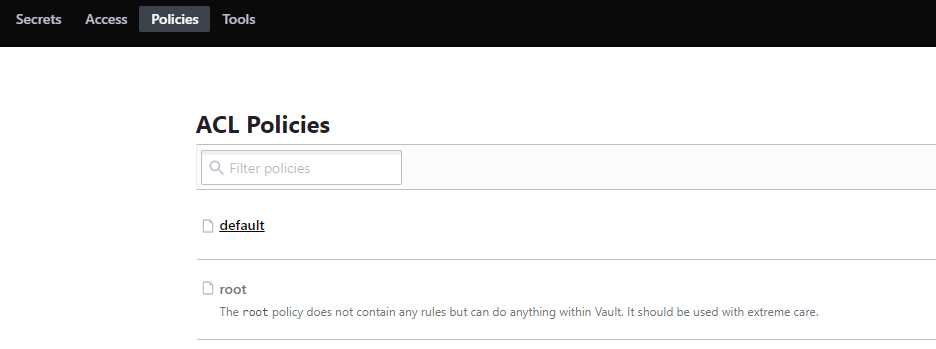 Secrets Access Policies Tools
ACL Policies
Filter policies
default
root
The root policy does not contain any rules but can do anything within Vault. It should be used with extreme care.